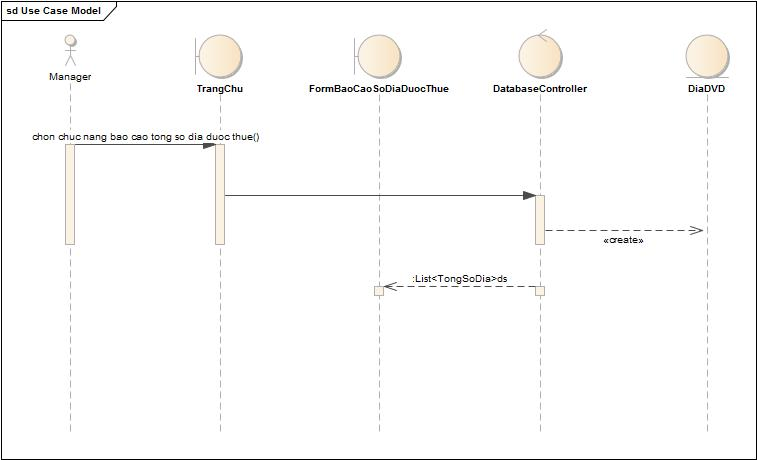 sd Use Case Model
Manager
TrangChu
FormBaoCaoSoDiaDuocThue
DatabaseController
DiaDVD
chon chuc nang bao cao tong so dia duoc thue()
«create»
:List<TongSoDia>ds